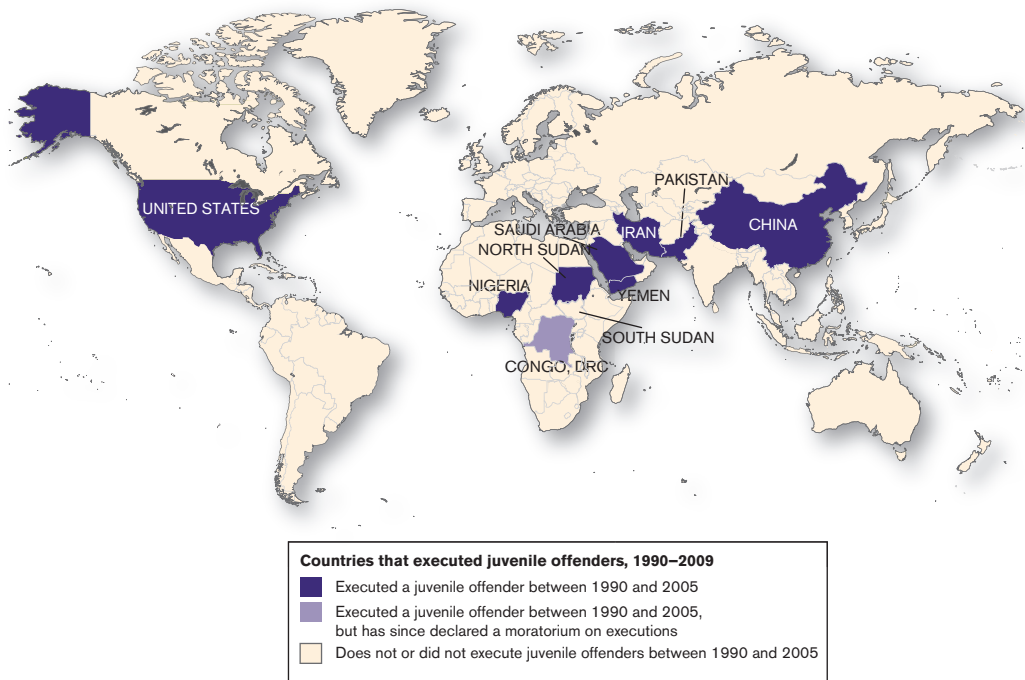 PAKISTAN
UNITED STATES
SAUDI ARABIA
IRAN
CHINA
NORTH SUDAN
NIGERIA
YEMEN
SOUTH SUDAN
CONGO, DRC
Countries that executed juvenile offenders, 1990–2009
Executed a juvenile offender between 1990 and 2005
Executed a juvenile offender between 1990 and 2005,
but has since declared a moratorium on executions
Does not or did not execute juvenile offenders between 1990 and 2005